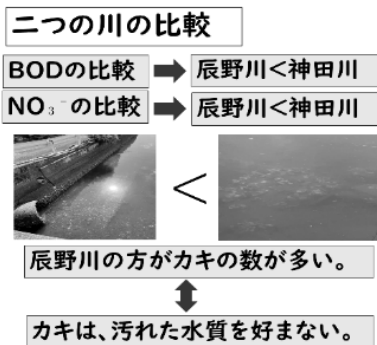 二つの川の比較
BODの比較 ➡ 辰野川<神田川
NO₃⁻の比較 ➡ 辰野川<神田川
<
辰野川の方がカキの数が多い。
カキは、汚れた水質を好まない。